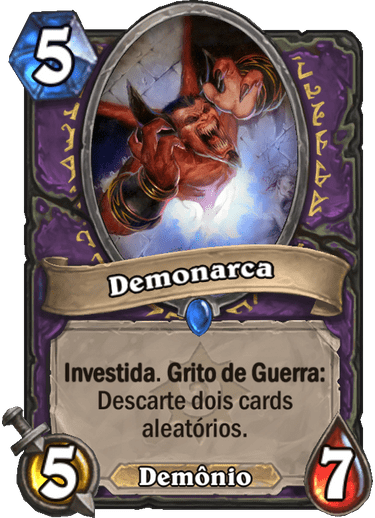 5
Demonarca
Investida. Grito de Guerra:
Descarte dois cards
aleatórios.
5
Demônio
7